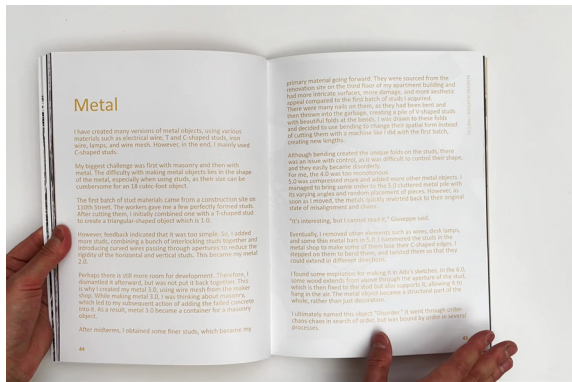 Metal
I have created many versions of metal objects, using various
materials such as electrical wire, T and C-shaped studs, iron
wire, lamps, and wire mesh. However, in the end, I mainly used
C-shaped studs.
My biggest challenge was first with masonry and then with
metal. The difficulty with making metal objects lies in the shape
of the metal, especially when using studs, as their size can be
cumbersome for an 18 cubic-foot object.
The first batch of stud materials came from a construction site on
110th Street. The workers gave me a few perfectly formed studs.
After cutting them, I initially combined one with a T-shaped stud
to create a triangular-shaped object which is 1.0.
However, feedback indicated that it was too simple. So, I added
more studs, combining a bunch of interlocking studs together and
introducing curved wires passing through apertures to reduce the
rigidity of the horizontal and vertical studs. This became my metal
2.0.
Perhaps there is still more room for development. Therefore, I
dismantled it afterward, but was not put it back together. This
is why I created my metal 3.0, using wire mesh from the maker
shop. While making metal 3.0, I was thinking about masonry,
which led to my subsequent action of adding the failed concrete
into it. As a result, metal 3.0 became a container for a masonry
object.
After midterms, I obtained some finer studs, which became my
44
primary material going forward. They were sourced from the
renovation site on the third floor of my apartment building and
had more intricate surfaces, more damage, and more aesthetic
appeal compared to the first batch of studs I acquired.
There were many nails on them, as they had been bent and
then thrown into the garbage, creating a pile of V-shaped studs
with beautiful folds at the bends. I was drawn to these folds
and decided to use bending to change their spatial form instead
of cutting them with a machine like I did with the first batch,
creating new lengths.
Although bending created the unique folds on the studs, there
was an issue with control, as it was difficult to control their shape,
and they easily became disorderly.
For me, the 4.0 was too monotonous.
5.0 was compressed more and added more other metal objects. I
managed to bring some order to the 5.0 cluttered metal pile with
its varying angles and random placement of pieces. However, as
soon as I moved, the metals quickly reverted back to their original
state of misalignment and chaos.
"It's interesting, but I cannot read it," Giuseppe said.
Eventually, I removed other elements such as wires, desk lamps,
and some thin metal bars in 5.0. I hammered the studs in the
metal shop to make some of them lose their C-shaped edges. I
stepped on them to bend them, and twisted them so that they
could extend in different directions.
I found some inspiration for making it in Aldo's sketches. In the 6.0,
some wood extends from above through the aperture of the stud,
which is then fixed to the stud but also supports it, allowing it to
hang in the air. The metal instead became a structural part of the
whole, rather than just decoration.
I ultimately named this object "Disorder." It went through order-
chaos-chaos in search of order, but was bound by order in several
processes.